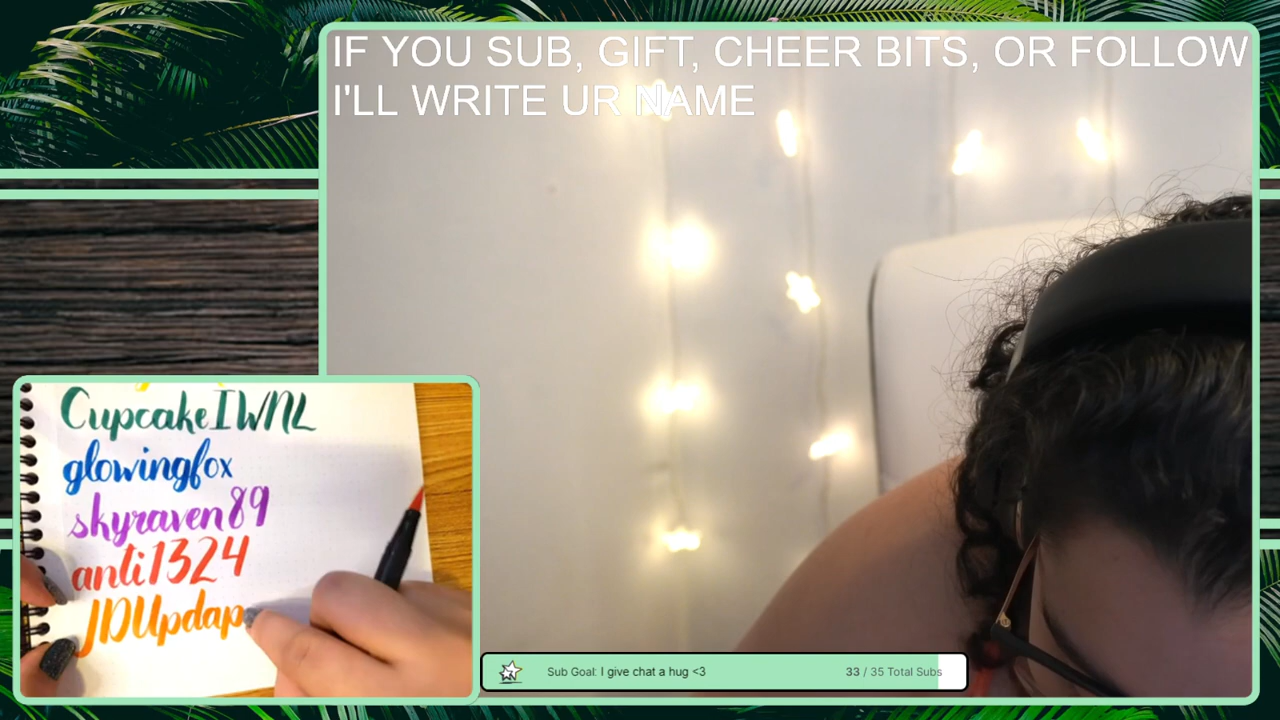 IF YOU SUB, GIFT, CHEER BITS, OR FOLLOW
I'LL WRITE UR NAME
CupcakeIWNL
glowingfox
skyraven89
anti1324
JDUpdap
Sub Goal: I give chat a hug <3
33 / 35 Total Subs